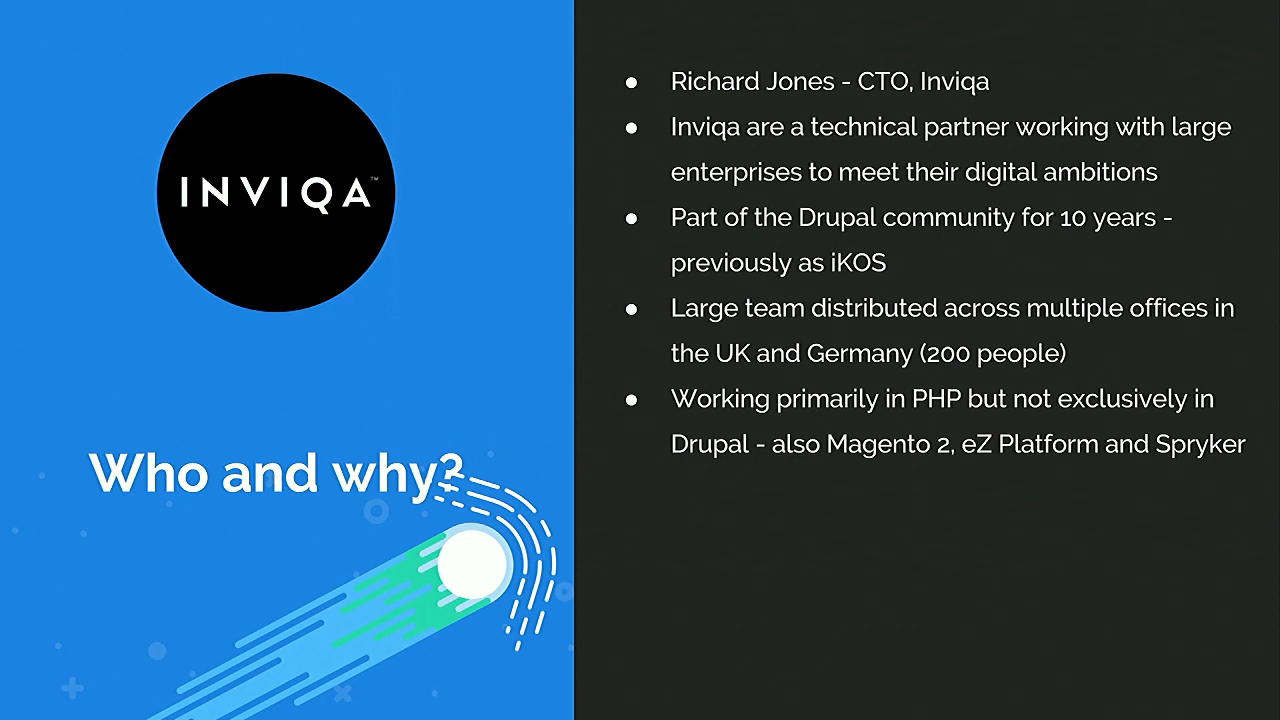 INVIQA™
Who and why?
● Richard Jones - CTO, Inviqa
● Inviqa are a technical partner working with large
enterprises to meet their digital ambitions
● Part of the Drupal community for 10 years -
previously as iKOS
● Large team distributed across multiple offices in
the UK and Germany (200 people)
● Working primarily in PHP but not exclusively in
Drupal - also Magento 2, eZ Platform and Spryker